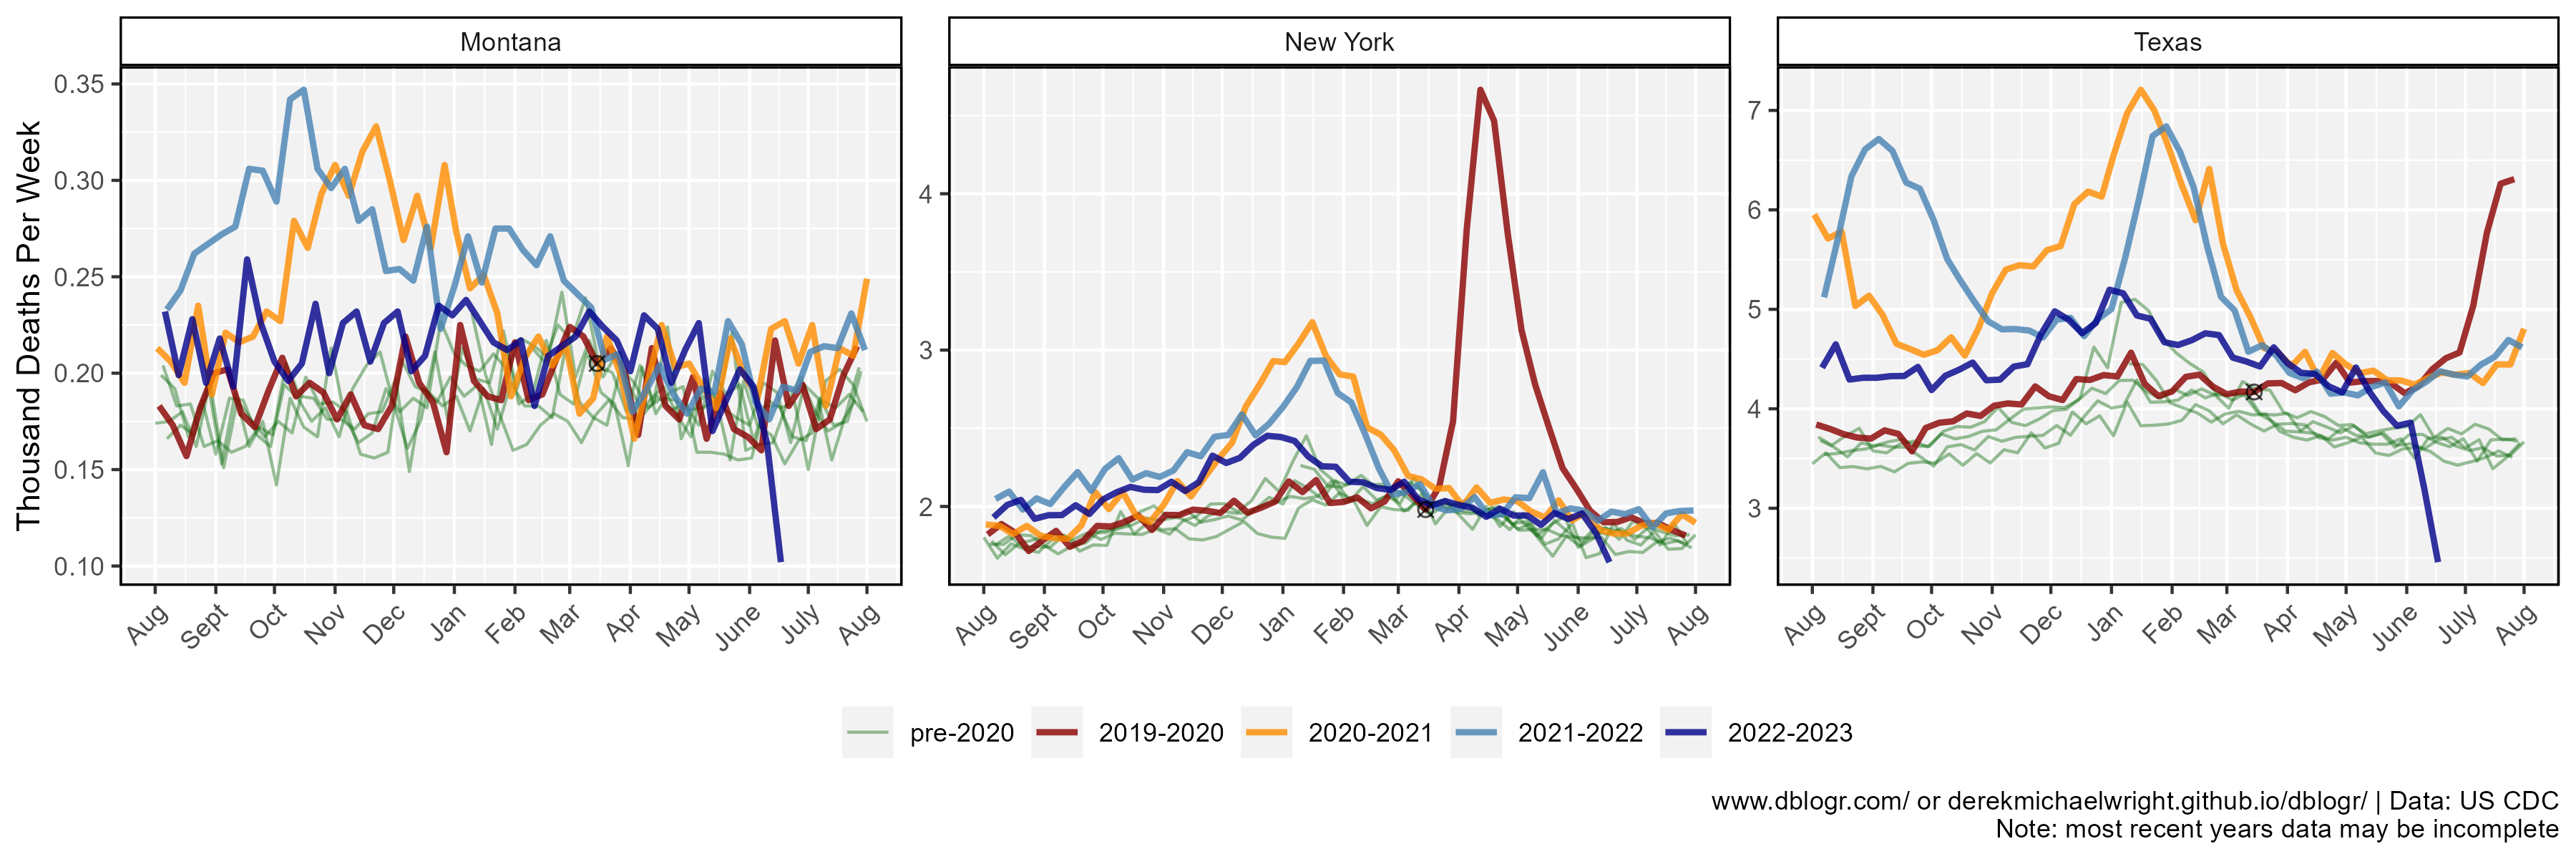 Montana
New York
Texas
Thousand Deaths Per Week
0.35
0.30
0.25
0.20
0.15
0.10
4
3
2
7
6
5
4
3
Aug Sept Oct Nov Dec Jan Feb Mar Apr May June July Aug
Aug Sept Oct Nov Dec Jan Feb Mar Apr May June July Aug
Aug Sept Oct Nov Dec Jan Feb Mar Apr May June July Aug
pre-2020 2019-2020 2020-2021 2021-2022 2022-2023
www.dblogr.com/ or derekmichaelwright.github.io/dblogr/ | Data: US CDC
Note: most recent years data may be incomplete